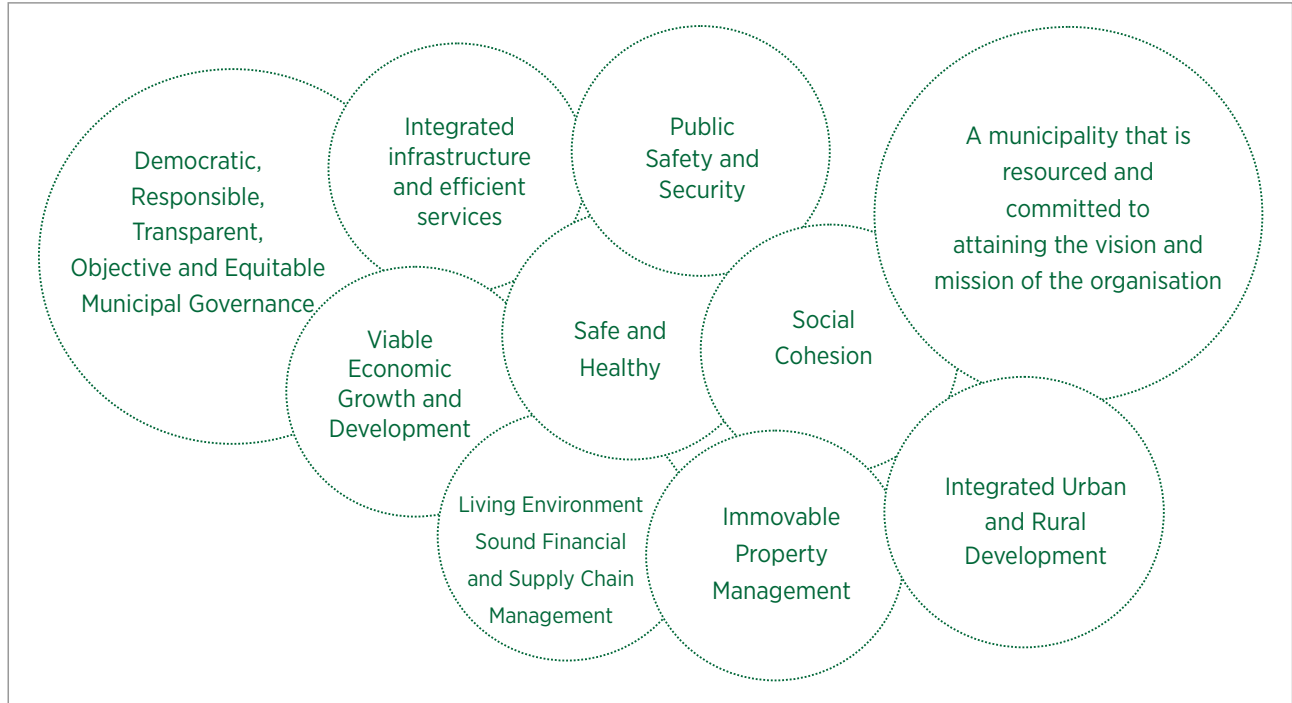 Democratic,
Responsible,
Transparent,
Objective and Equitable
Municipal Governance
Integrated
infrastructure
and efficient
services
Public
Safety and
Security
A municipality that is
resourced and
committed to
attaining the vision and
mission of the organisation
Viable
Economic
Growth and
Development
Safe and
Healthy
Social
Cohesion
Living Environment
Sound Financial
and Supply Chain
Management
Immovable
Property
Management
Integrated Urban
and Rural
Development